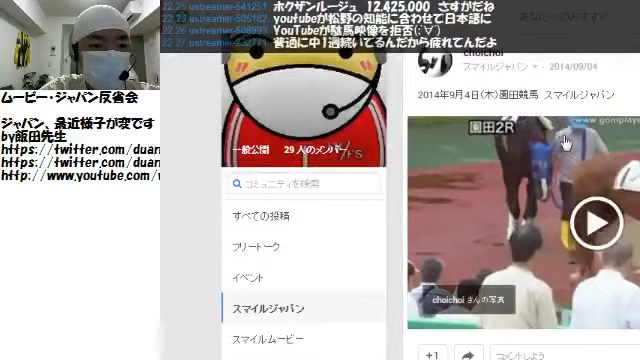 22:26 ustreamer-541251 ホクザンルージュ 12,425,000 さすがだね
youtubeが松野の知能に合わせて日本語に
YouTubeが駄馬映像を拒否(;´∀`)
普通に中1週続いてるんだから疲れてんだよ
ムービー・ジャパン反省会
ジャパン、最近様子が変です
by飯田先生
https://twitter.com/duan
https://twitter.com/duan
http://www.youtube.com/
一般公開 29 人のメンバー
コミュニティを検索
すべての投稿
フリートーク
イベント
スマイルジャパン
スマイルムービー
choichoi
スマイルジャパン - 2014/09/04
2014年9月4日(木)園田競馬 スマイルジャパン
園田2R
www.gomplaye
choichoi さんの写真
+1
コメントしよう